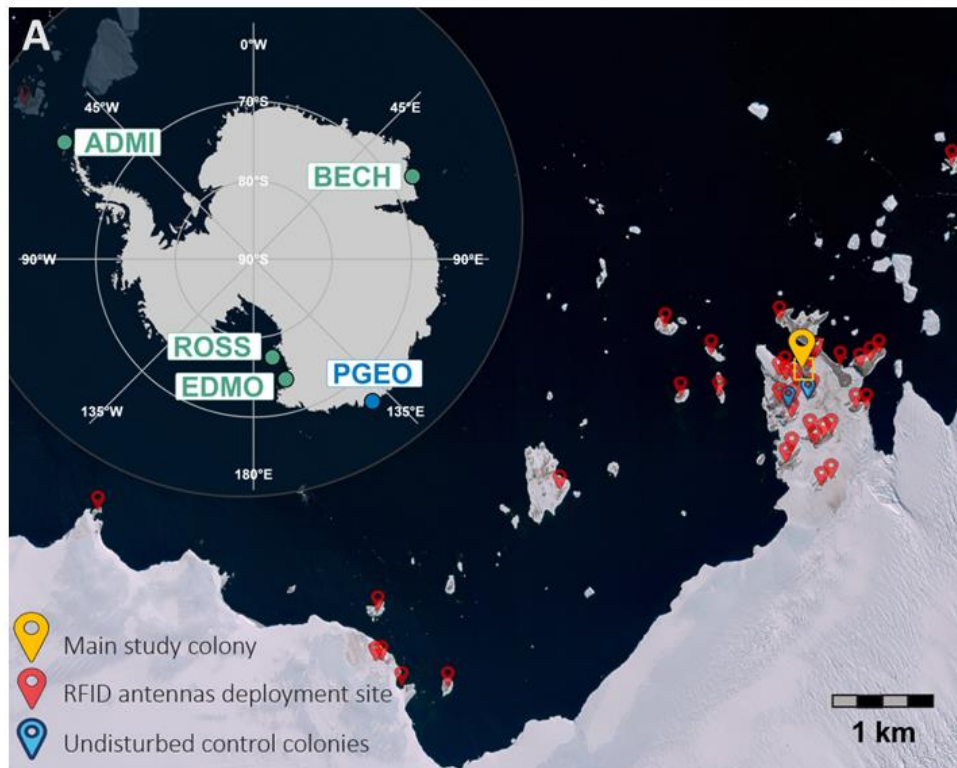 A
0°W
45°W
70°S
45°E
ADMI
BECH
80°S
90°W
90°S
90°E
ROSS
EDMO
PGEO
135°W
135°E
180°E
Main study colony
RFID antennas deployment site
Undisturbed control colonies
1 km